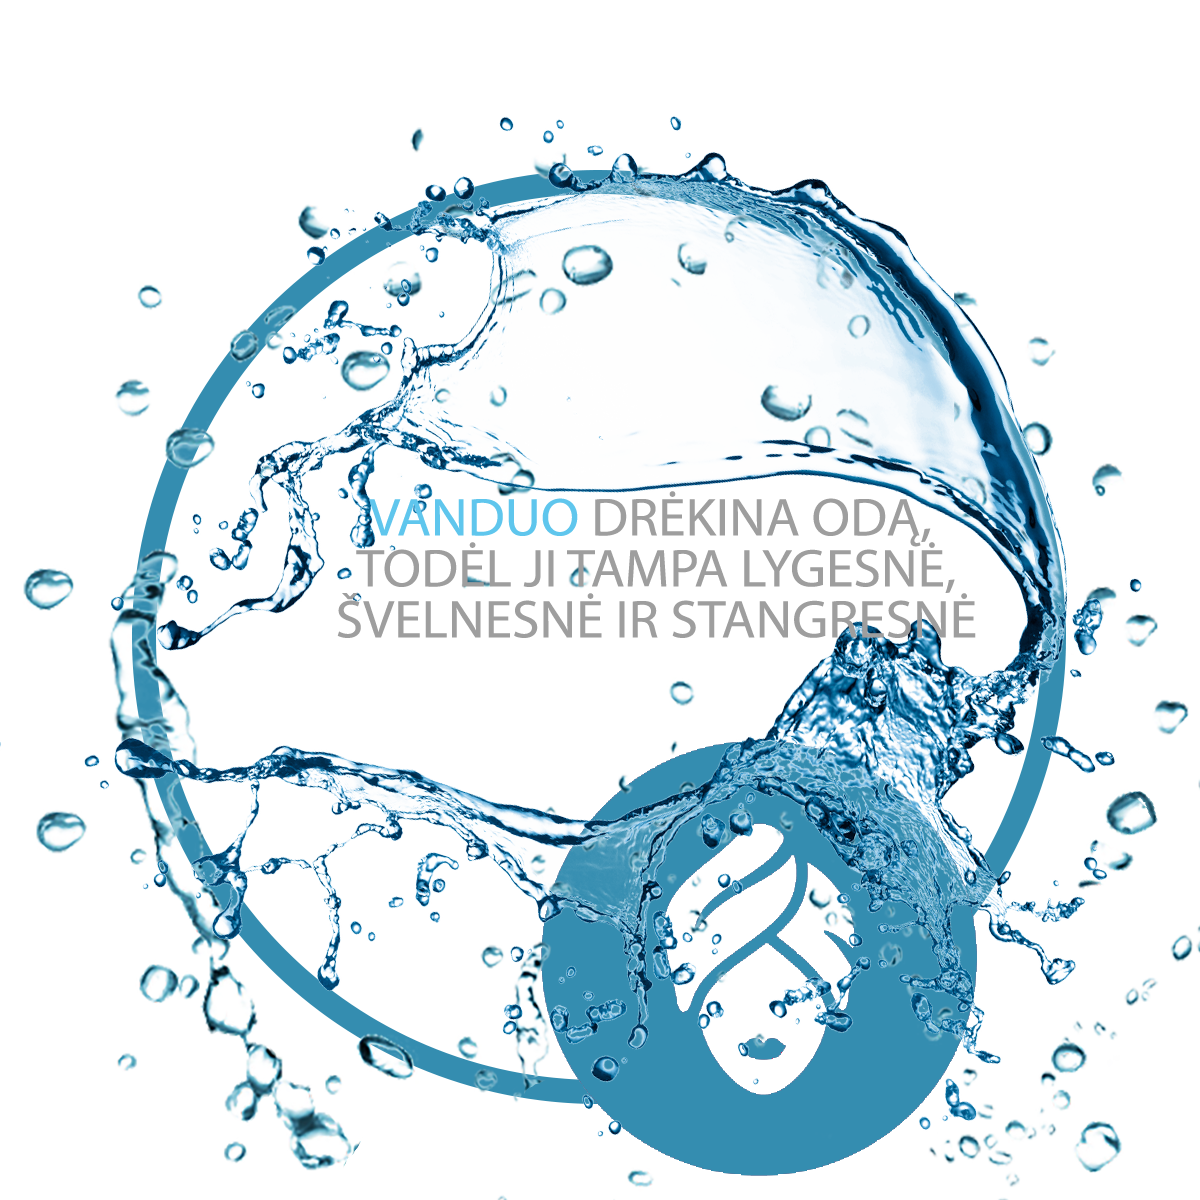 VANDUO DRĖKINA ODĄ,
TODĖL JI TAMPA LYGESNĖ,
ŠVELNESNĖ IR STANGRESNĖ